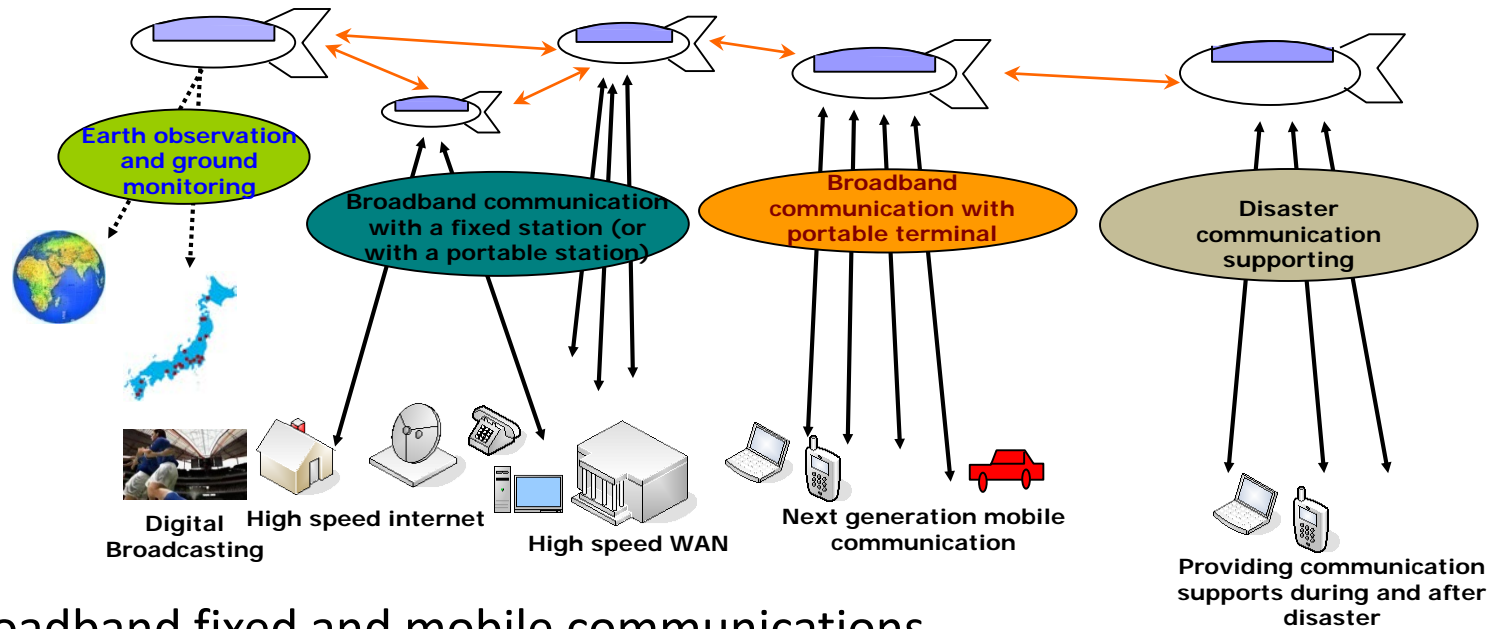 Earth observation
and ground
monitoring
Broadband communication
with a fixed station (or
with a portable station)
Broadband
communication with
portable terminal
Disaster
communication
supporting
Digital
Broadcasting
High speed internet
High speed WAN
Next generation mobile
communication
Providing communication
supports during and after
disaster
oadband fixed and mobile communications